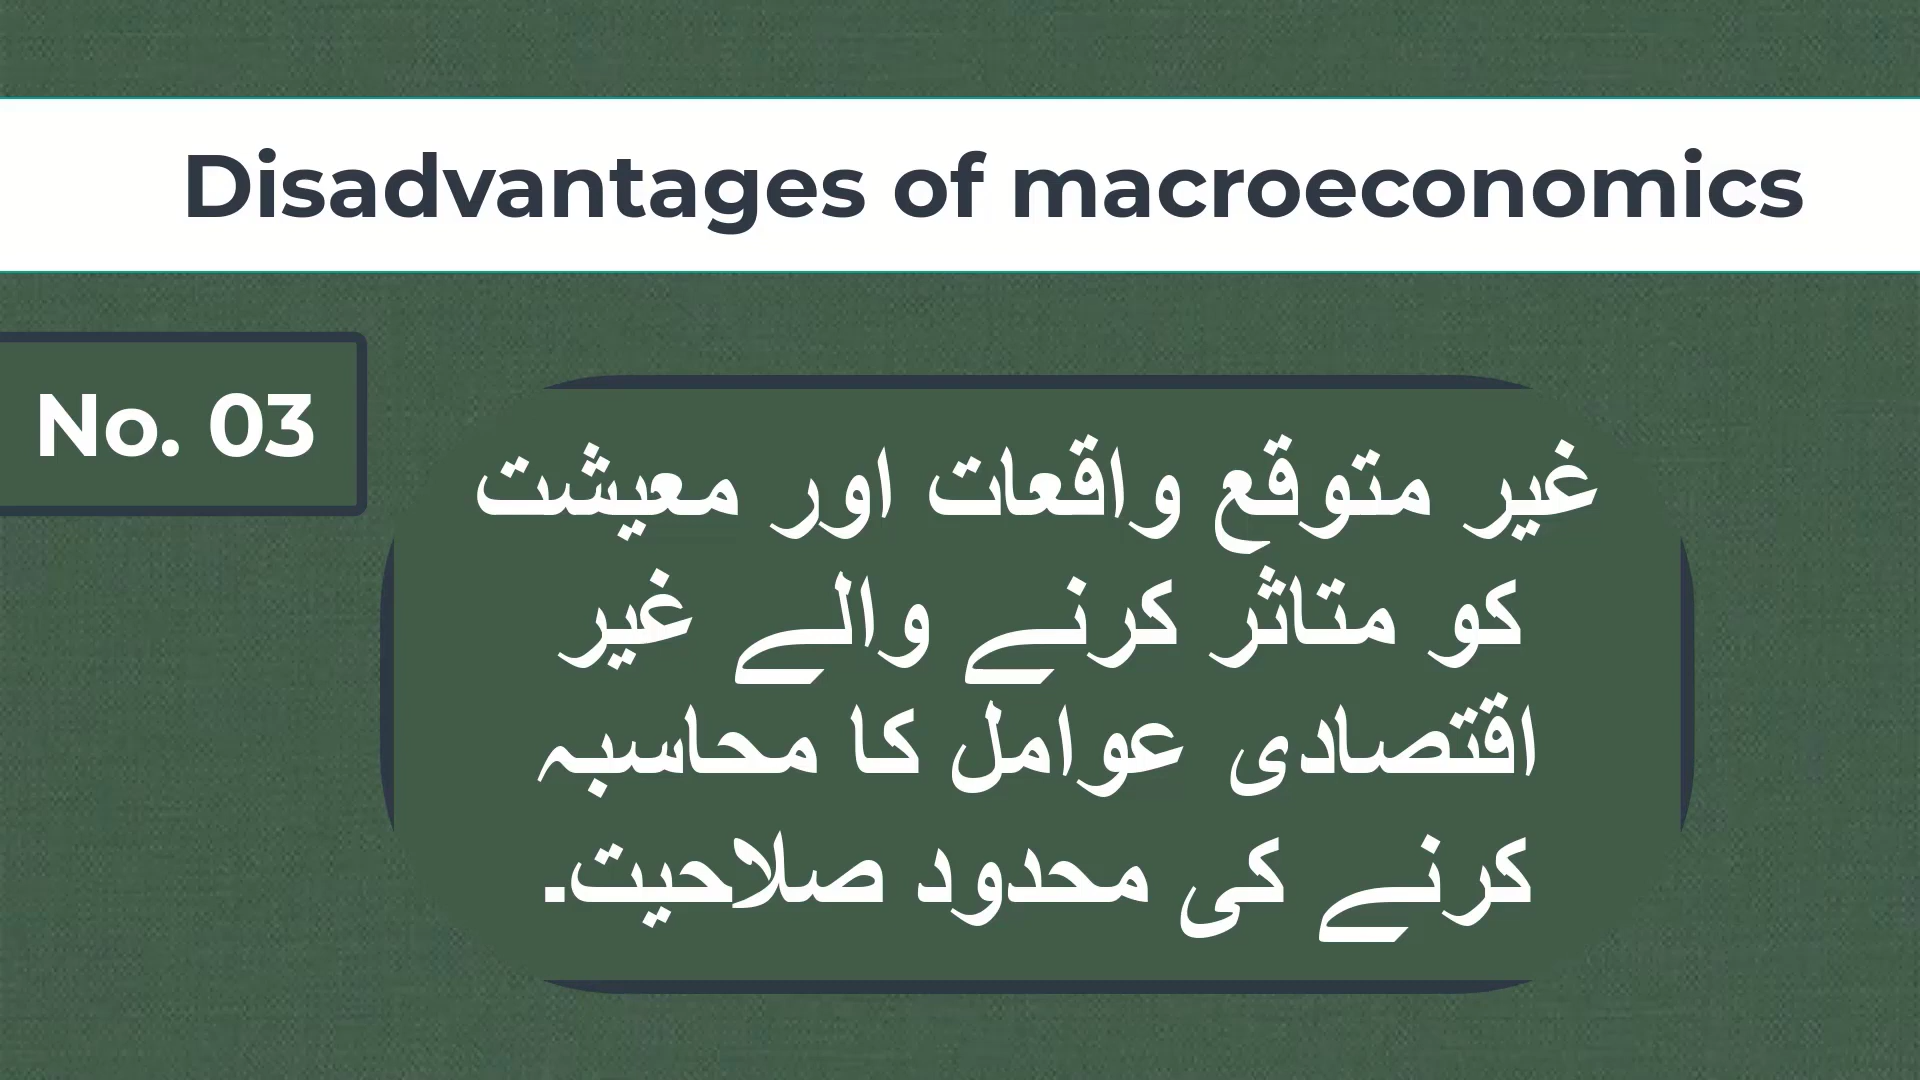 Disadvantages of macroeconomics
No. 03
غیر متوقع واقعات اور معیشت
کو متاثر کرنے والے غیر
اقتصادی عوامل کا محاسبہ
کرنے کی محدود صلاحیت.